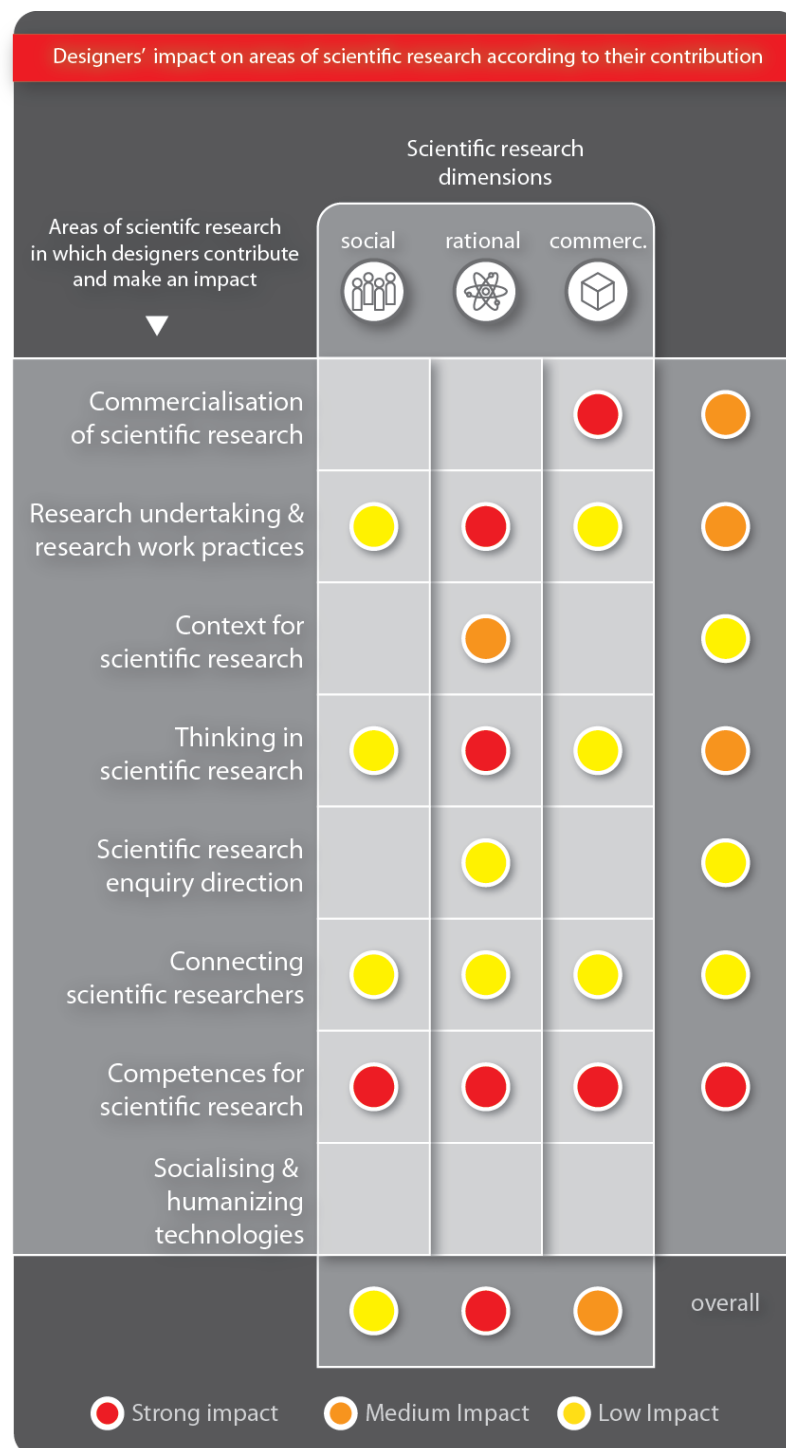 Designers’ impact on areas of scientific research according to their contribution
Scientific research
dimensions
Areas of scientifc research
in which designers contribute
and make an impact
social
rational
commerc.
Commercialisation
of scientific research
Research undertaking &
research work practices
Context for
scientific research
Thinking in
scientific research
Scientific research
enquiry direction
Connecting
scientific researchers
Competences for
scientific research
Socialising &
humanizing
technologies
overall
Strong impact
Medium Impact
Low Impact